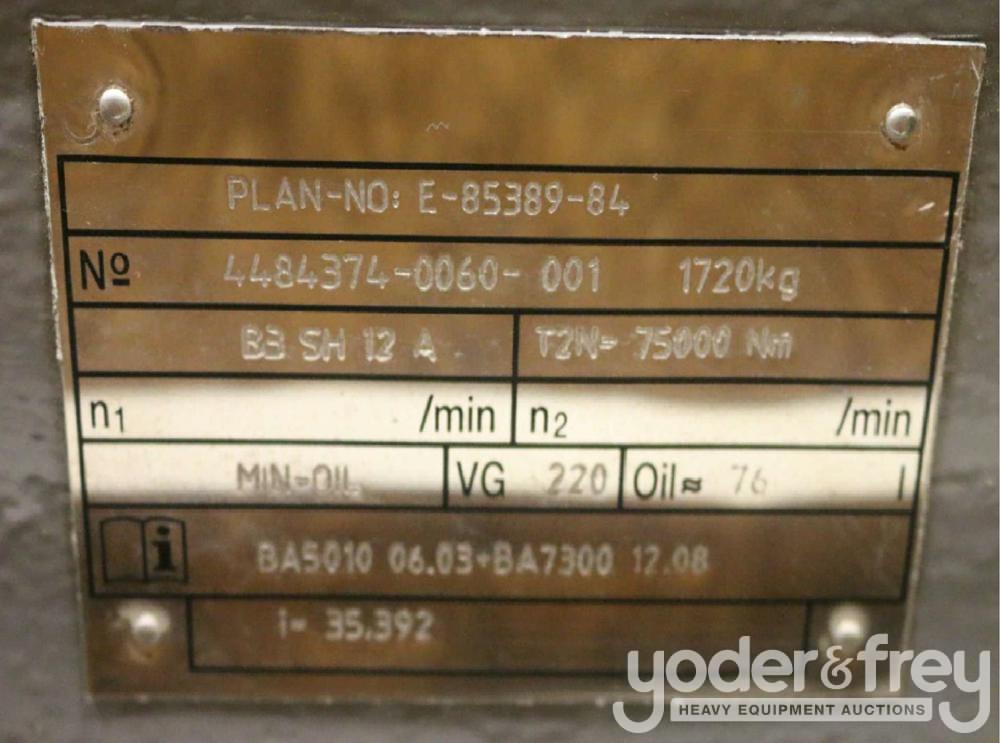 PLAN-NO: E-85389-84
Nº 4484374-0060- 001 1720kg
B3 SH 12 A T2N= 75000 Nm
n1 /min n2 /min
MIN-OIL VG 220 Oil≈ 76 l
i BA5010 06.03+BA7300 12.08
i= 35,392
yoder&frey
HEAVY EQUIPMENT AUCTIONS